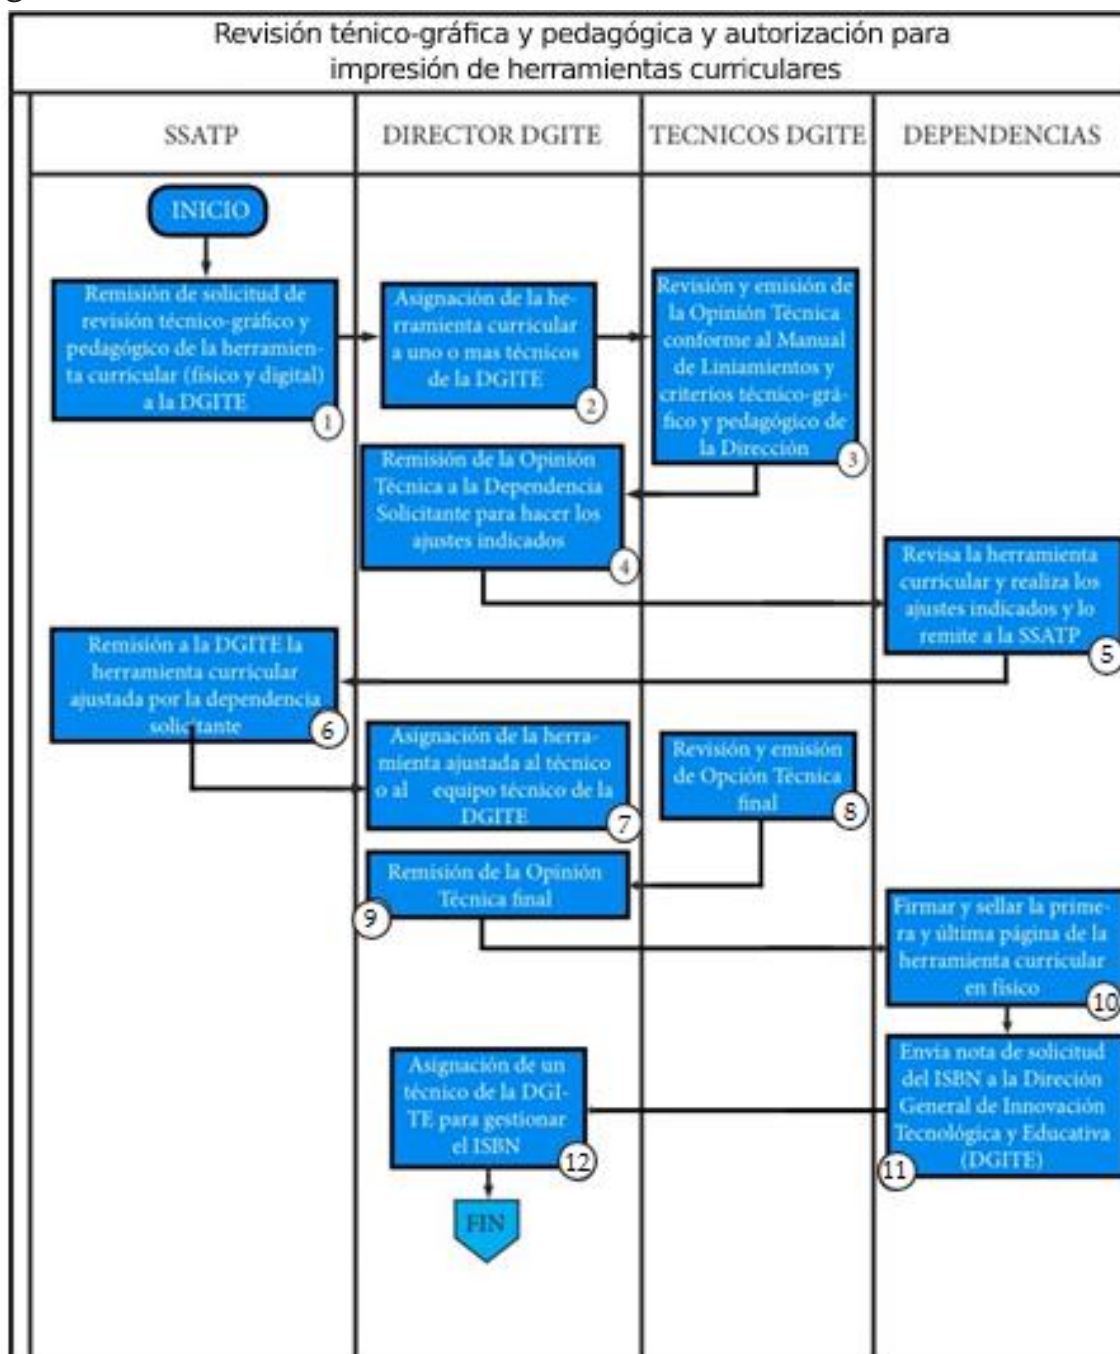 Revisión ténico-gráfica y pedagógica y autorización para
impresión de herramientas curriculares
SSATP
DIRECTOR DGITE
TECNICOS DGITE
DEPENDENCIAS
INICIO
Remisión de solicitud de
revisión técnico-gráfico y
pedagógico de la herramien-
ta curricular (físico y digital)
a la DGITE
1
Asignación de la he-
rramienta curricular
a uno o mas técnicos
de la DGITE
2
Revisión y emisión de
la Opinión Técnica
conforme al Manual
de Liniamientos y
criterios técnico-grá-
fico y pedagógico de
la Dirección
3
Remisión de la Opinión
Técnica a la Dependencia
Solicitante para hacer los
ajustes indicados
4
Revisa la herramienta
curricular y realiza los
ajustes indicados y lo
remite a la SSATP
5
Remisión a la DGITE la
herramienta curricular
ajustada por la dependencia
solicitante
6
Asignación de la herra-
mienta ajustada al técnico
o al equipo técnico de la
DGITE
7
Revisión y emisión
de Opción Técnica
final
8
Remisión de la Opinión
Técnica final
9
Firmar y sellar la prime-
ra y última página de la
herramienta curricular
en físico
10
Envia nota de solicitud
del ISBN a la Direción
General de Innovación
Tecnológica y Educativa
(DGITE)
11
Asignación de un
técnico de la DGI-
TE para gestionar
el ISBN
12
FIN